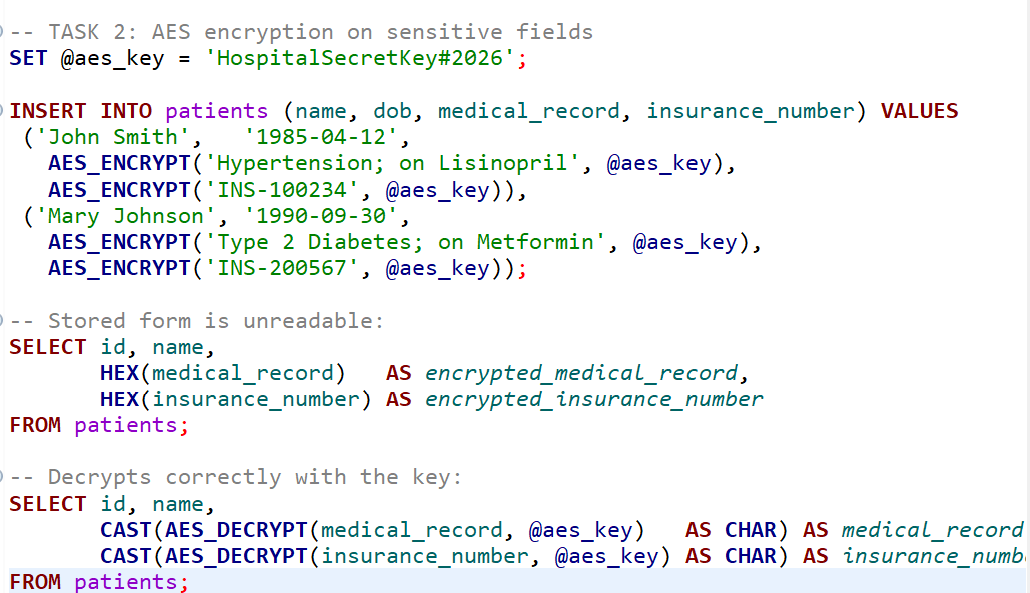 -- TASK 2: AES encryption on sensitive fields
SET @aes_key = 'HospitalSecretKey#2026';
INSERT INTO patients (name, dob, medical_record, insurance_number) VALUES
('John Smith',   '1985-04-12',
AES_ENCRYPT('Hypertension; on Lisinopril', @aes_key),
AES_ENCRYPT('INS-100234', @aes_key)),
('Mary Johnson', '1990-09-30',
AES_ENCRYPT('Type 2 Diabetes; on Metformin', @aes_key),
AES_ENCRYPT('INS-200567', @aes_key));
-- Stored form is unreadable:
SELECT id, name,
HEX(medical_record)   AS encrypted_medical_record,
HEX(insurance_number) AS encrypted_insurance_number
FROM patients;
-- Decrypts correctly with the key:
SELECT id, name,
CAST(AES_DECRYPT(medical_record, @aes_key)   AS CHAR) AS medical_record
CAST(AES_DECRYPT(insurance_number, @aes_key) AS CHAR) AS
FROM patients;